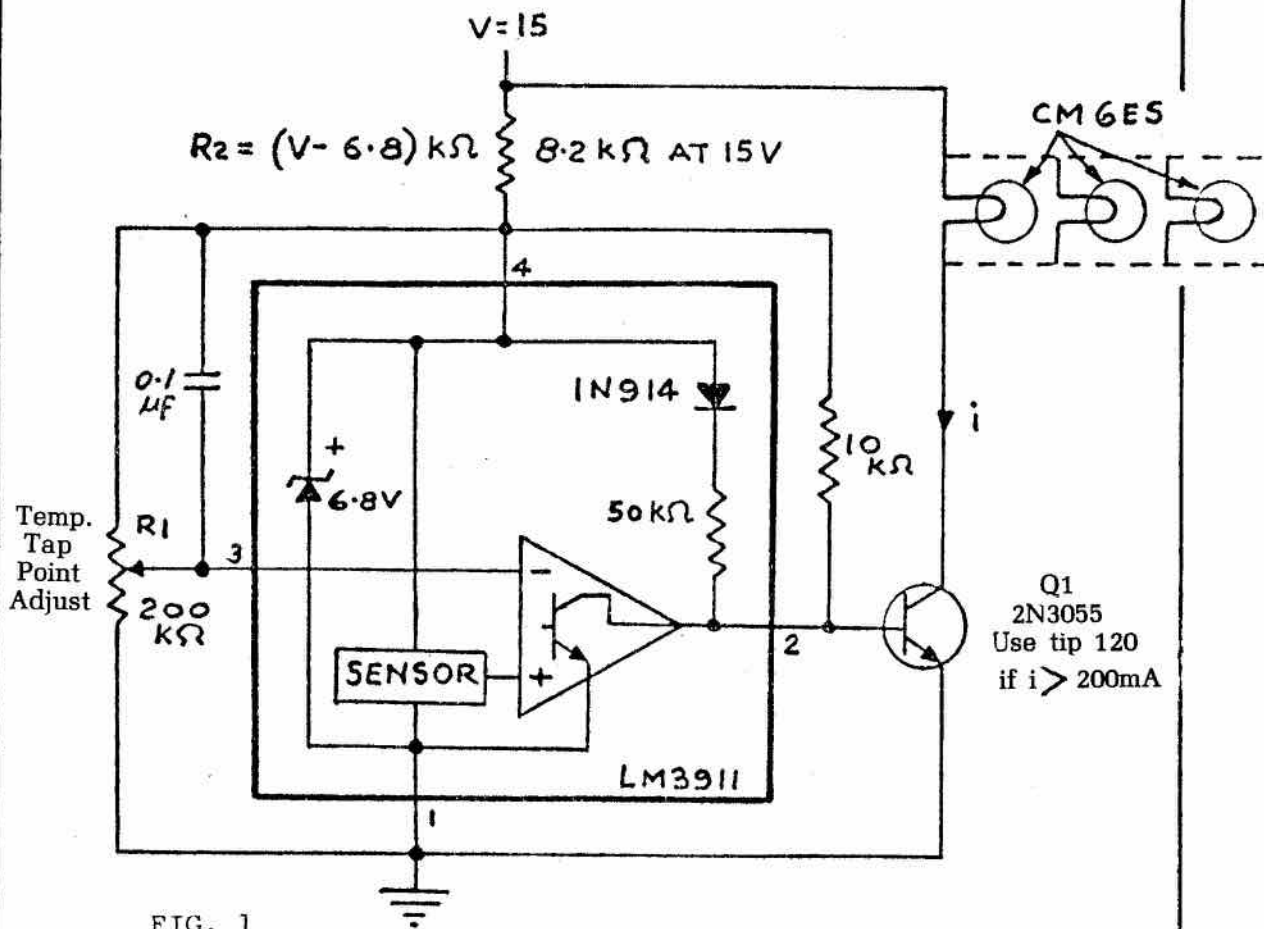 V=15
CM 6ES
R2 = (V- 6.8) kΩ
8.2 kΩ AT 15V
4
0.1
μf
1N914
i
+
6.8V
10
kΩ
50kΩ
Temp.
Tap
Point
Adjust
R1
3
-
200
kΩ
2
Q1
2N3055
Use tip 120
if i> 200mA
SENSOR
+
LM3911
1
FIG. 1